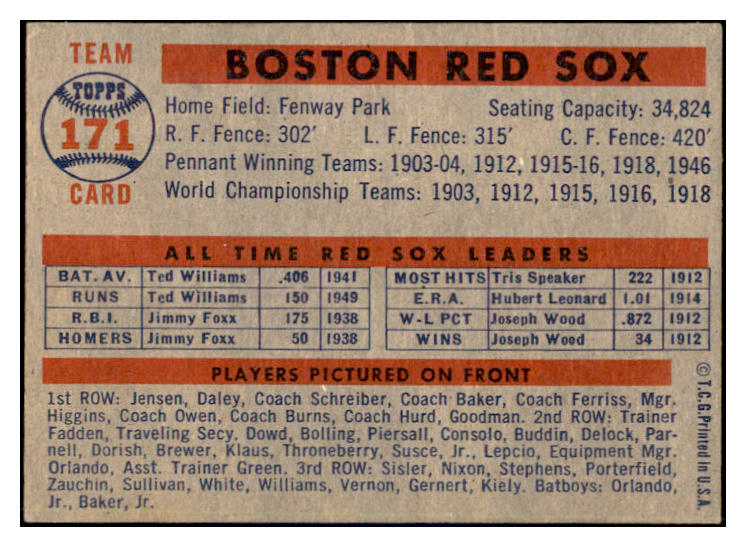 TEAM
TOPPS
171
CARD
BOSTON RED SOX
Home Field: Fenway Park Seating Capacity: 34,824
R. F. Fence: 302′ L. F. Fence: 315′ C. F. Fence: 420′
Pennant Winning Teams: 1903-04, 1912, 1915-16, 1918, 1946
World Championship Teams: 1903, 1912, 1915, 1916, 1918
ALL TIME RED SOX LEADERS
BAT. AV. Ted Williams .406 1941 MOST HITS Tris Speaker 222 1912
RUNS Ted Williams 150 1949 E.R.A. Hubert Leonard 1.01 1914
R.B.I. Jimmy Foxx 175 1938 W-L PCT Joseph Wood .872 1912
HOMERS Jimmy Foxx 50 1938 WINS Joseph Wood 34 1912
PLAYERS PICTURED ON FRONT
1st ROW: Jensen, Daley, Coach Schreiber, Coach Baker, Coach Ferriss, Mgr.
Higgins, Coach Owen, Coach Burns, Coach Hurd, Goodman. 2nd ROW: Trainer
Fadden, Traveling Secy. Dowd, Bolling, Piersall, Consolo, Buddin, Delock, Par-
nell, Dorish, Brewer, Klaus, Throneberry, Susce, Jr., Lepcio, Equipment Mgr.
Orlando, Asst. Trainer Green. 3rd ROW: Sisler, Nixon, Stephens, Porterfield,
Zauchin, Sullivan, White, Williams, Vernon, Gernert, Kiely. Batboys: Orlando,
Jr., Baker, Jr.
© T.C.G. Printed in U.S.A.